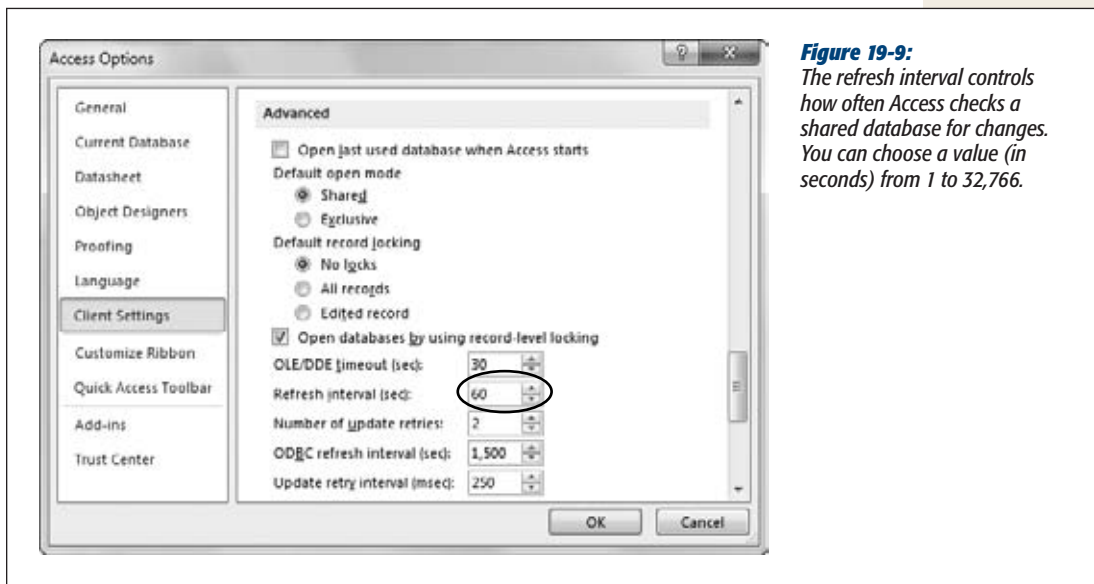 Access Options
General
Current Database
Datasheet
Object Designers
Proofing
Language
Client Settings
Customize Ribbon
Quick Access Toolbar
Add-ins
Trust Center
Advanced
Open last used database when Access starts
Default open mode
Shared
Exclusive
Default record locking
No locks
All records
Edited record
Open databases by using record-level locking
OLE/DDE timeout (sec): 30
Refresh interval (sec): 60
Number of update retries: 2
ODBC refresh interval (sec): 1,500
Update retry interval (msec): 250
OK Cancel
Figure 19-9:
The refresh interval controls
how often Access checks a
shared database for changes.
You can choose a value (in
seconds) from 1 to 32,766.